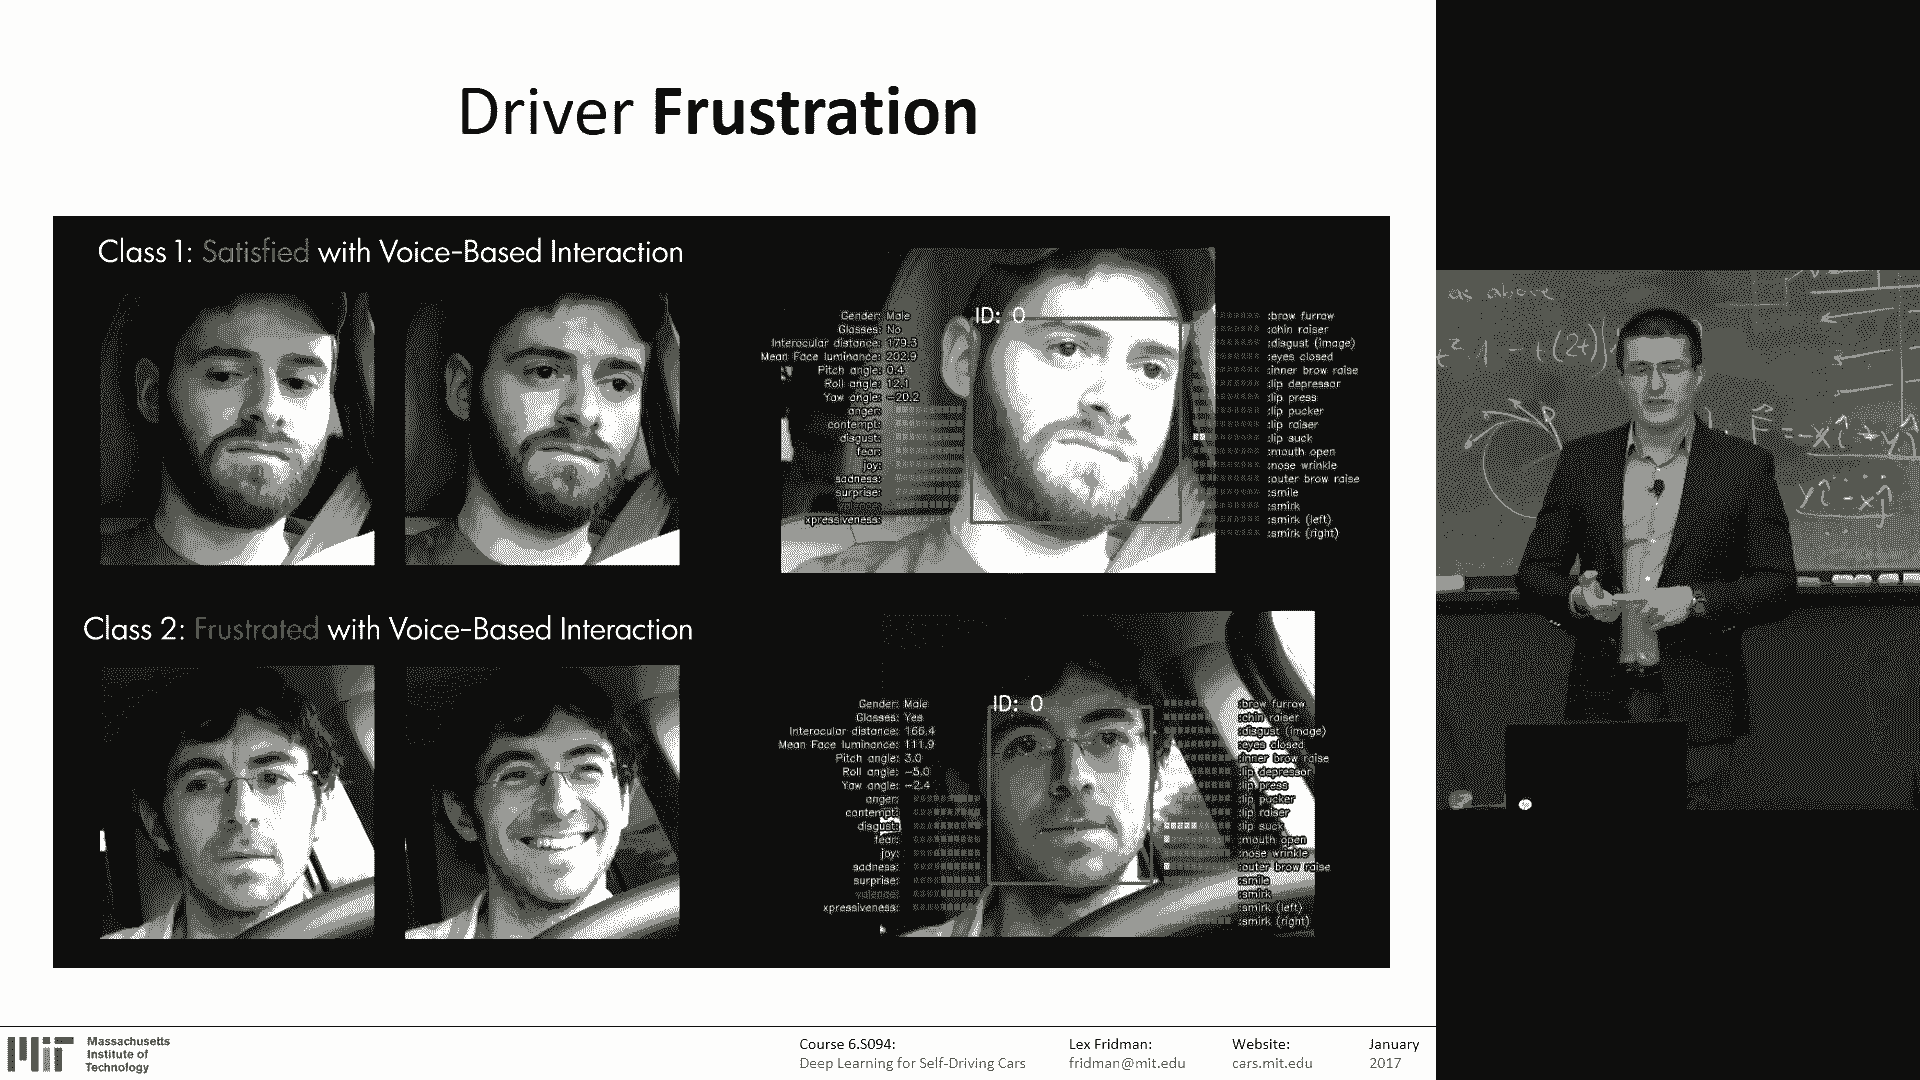 Driver Frustration
Class 1: Satisfied with Voice-Based Interaction
ID: 0
Gender: Male
Glasses: No
Interocular distance: 179.3
Mean Face luminance: 202.9
Pitch angle: 0.4
Roll angle: 12.1
Yaw angle: -20.2
anger:
contempt:
disgust:
fear:
joy:
sadness:
surprise:
xpressiveness:
:brow furrow
:chin raiser
:disgust (image)
:eyes closed
:inner brow raise
:lip depressor
:lip press
:lip pucker
:lip raiser
:lip suck
:mouth open
:nose wrinkle
:outer brow raise
:smile
:smirk
:smirk (left)
:smirk (right)
Class 2: Frustrated with Voice-Based Interaction
ID: 0
Gender: Male
Glasses: Yes
Interocular distance: 166.4
Mean Face luminance: 111.9
Pitch angle: 3.0
Roll angle: -5.0
Yaw angle: -2.4
anger:
contempt:
disgust:
fear:
joy:
sadness:
surprise:
valence:
xpressiveness:
:brow furrow
:chin raiser
:disgust (image)
:eyes closed
:inner brow raise
:lip depressor
:lip press
:lip pucker
:lip raiser
:lip suck
:mouth open
:nose wrinkle
:outer brow raise
:smile
:smirk
:smirk (left)
:smirk (right)
as above
MIT
Massachusetts
Institute of
Technology
Course 6.S094:
Deep Learning for Self-Driving Cars
Lex Fridman:
fridman@mit.edu
Website:
cars.mit.edu
January
2017